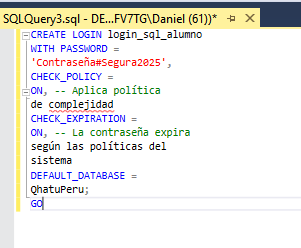 SQLQuery3.sql - DE...FV7TG\Daniel (61))*
CREATE LOGIN login_sql_alumno
WITH PASSWORD =
'Contraseña#Segura2025',
CHECK_POLICY =
ON, -- Aplica política
de complejidad
CHECK_EXPIRATION =
ON, -- La contraseña expira
según las políticas del
sistema
DEFAULT_DATABASE =
QhatuPeru;
GO